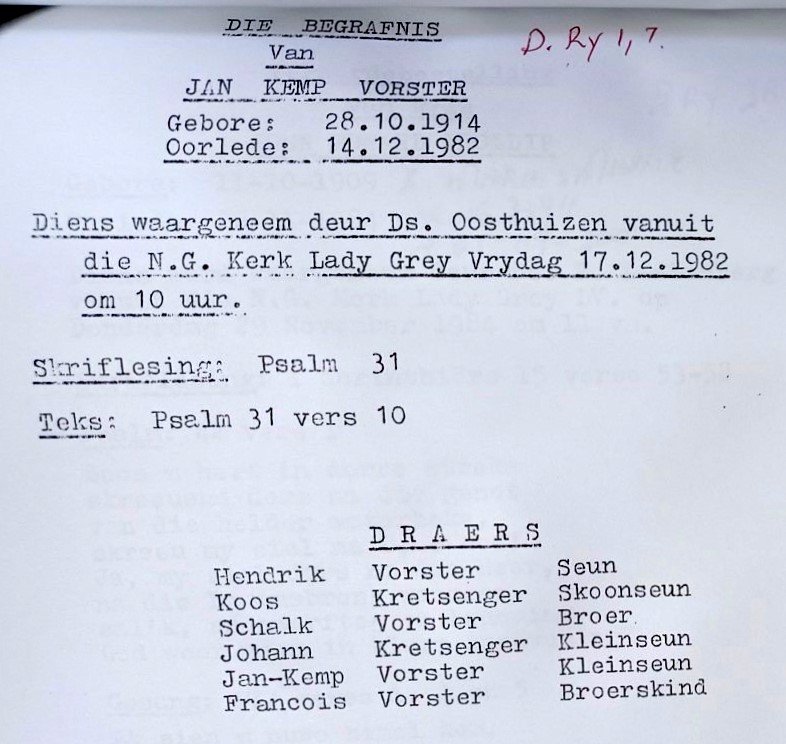 DIE BEGRAFNIS
D. Ry 1, 7.
Van
JAN KEMP VORSTER
Gebore: 28.10.1914
Oorlede: 14.12.1982
Diens waargeneem deur Ds. Oosthuizen vanuit
die N.G. Kerk Lady Grey Vrydag 17.12.1982
om 10 uur.
Skriflesing: Psalm 31
Teks: Psalm 31 vers 10
DRAERS
Hendrik Vorster Seun
Koos Kretsenger Skoonseun
Schalk Vorster Broer
Johann Kretsenger Kleinseun
Jan-Kemp Vorster Kleinseun
Francois Vorster Broerskind